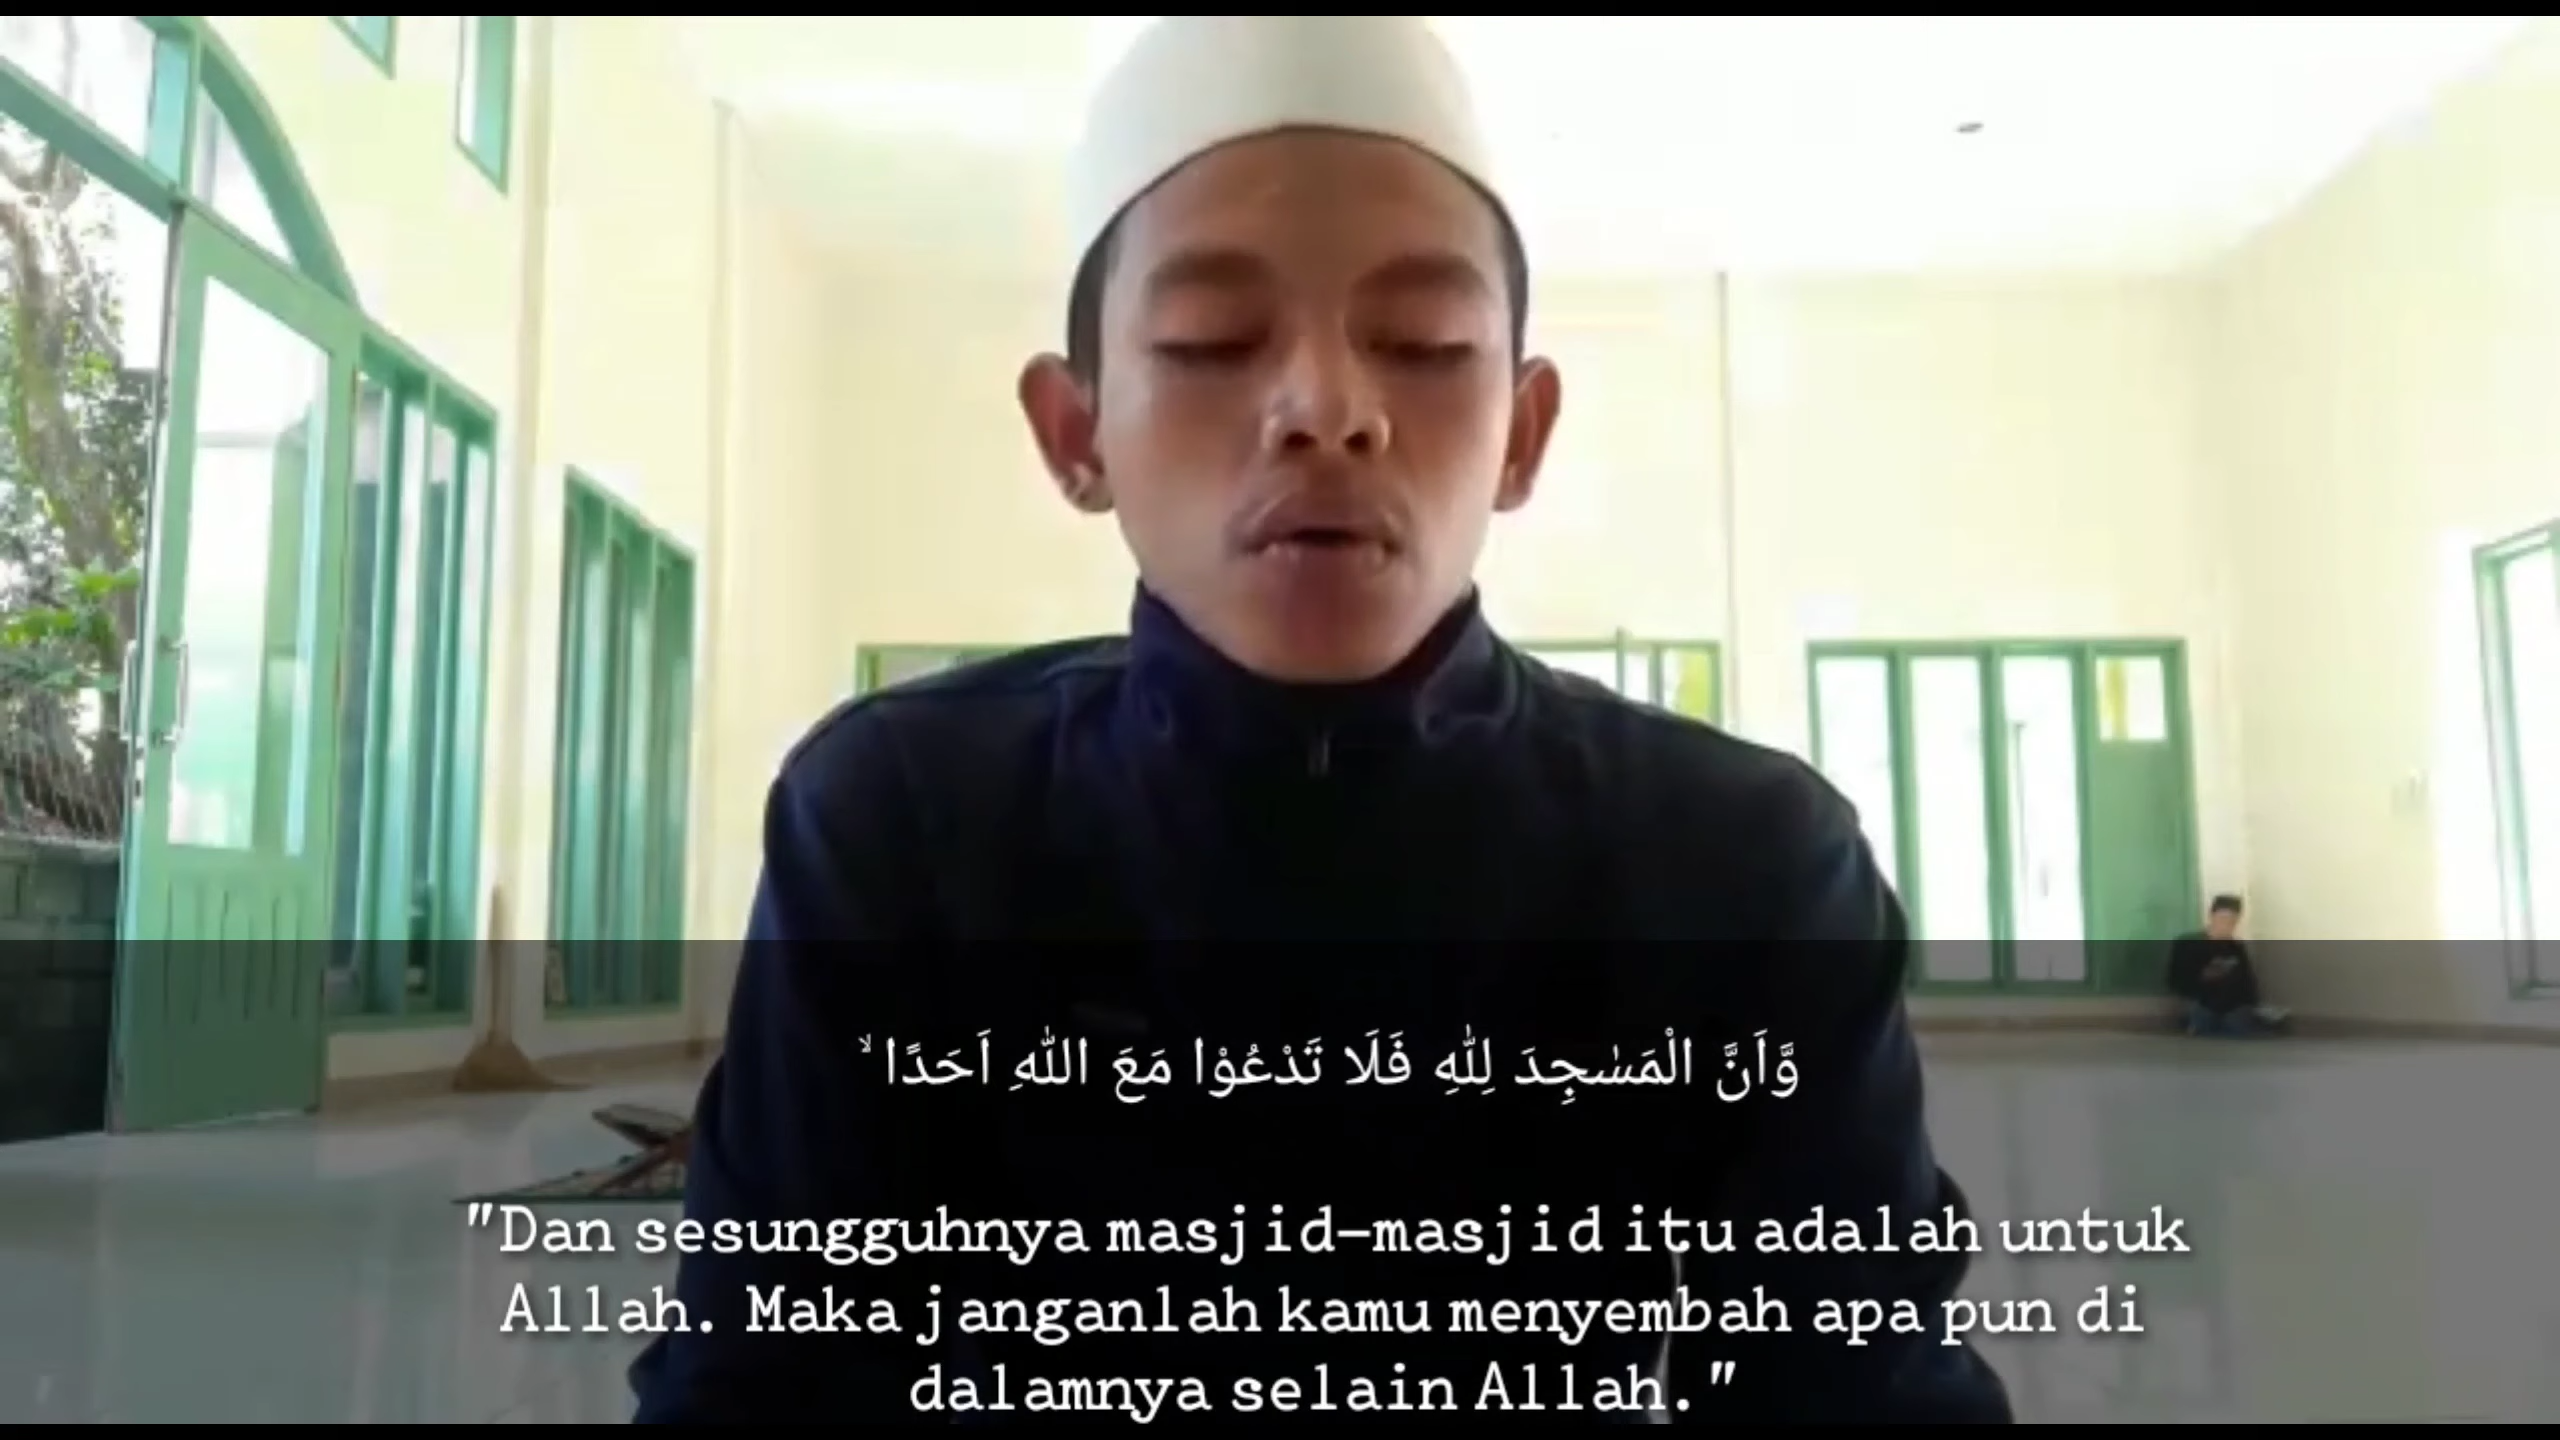 وَّاَنَّ الْمَسٰجِدَ لِلّٰهِ فَلَا تَدْعُوْا مَعَ اللّٰهِ اَحَدًا ۙ
"Dan sesungguhnya masjid-masjid itu adalah untuk
Allah. Maka janganlah kamu menyembah apa pun di
dalamnya selain Allah."